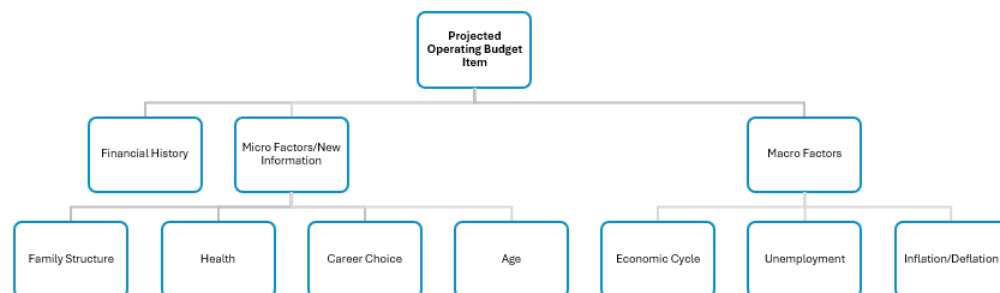 Projected
Operating Budget
Item
Financial History
Micro Factors/New
Information
Macro Factors
Family Structure
Health
Career Choice
Age
Economic Cycle
Unemployment
Inflation/Deflation